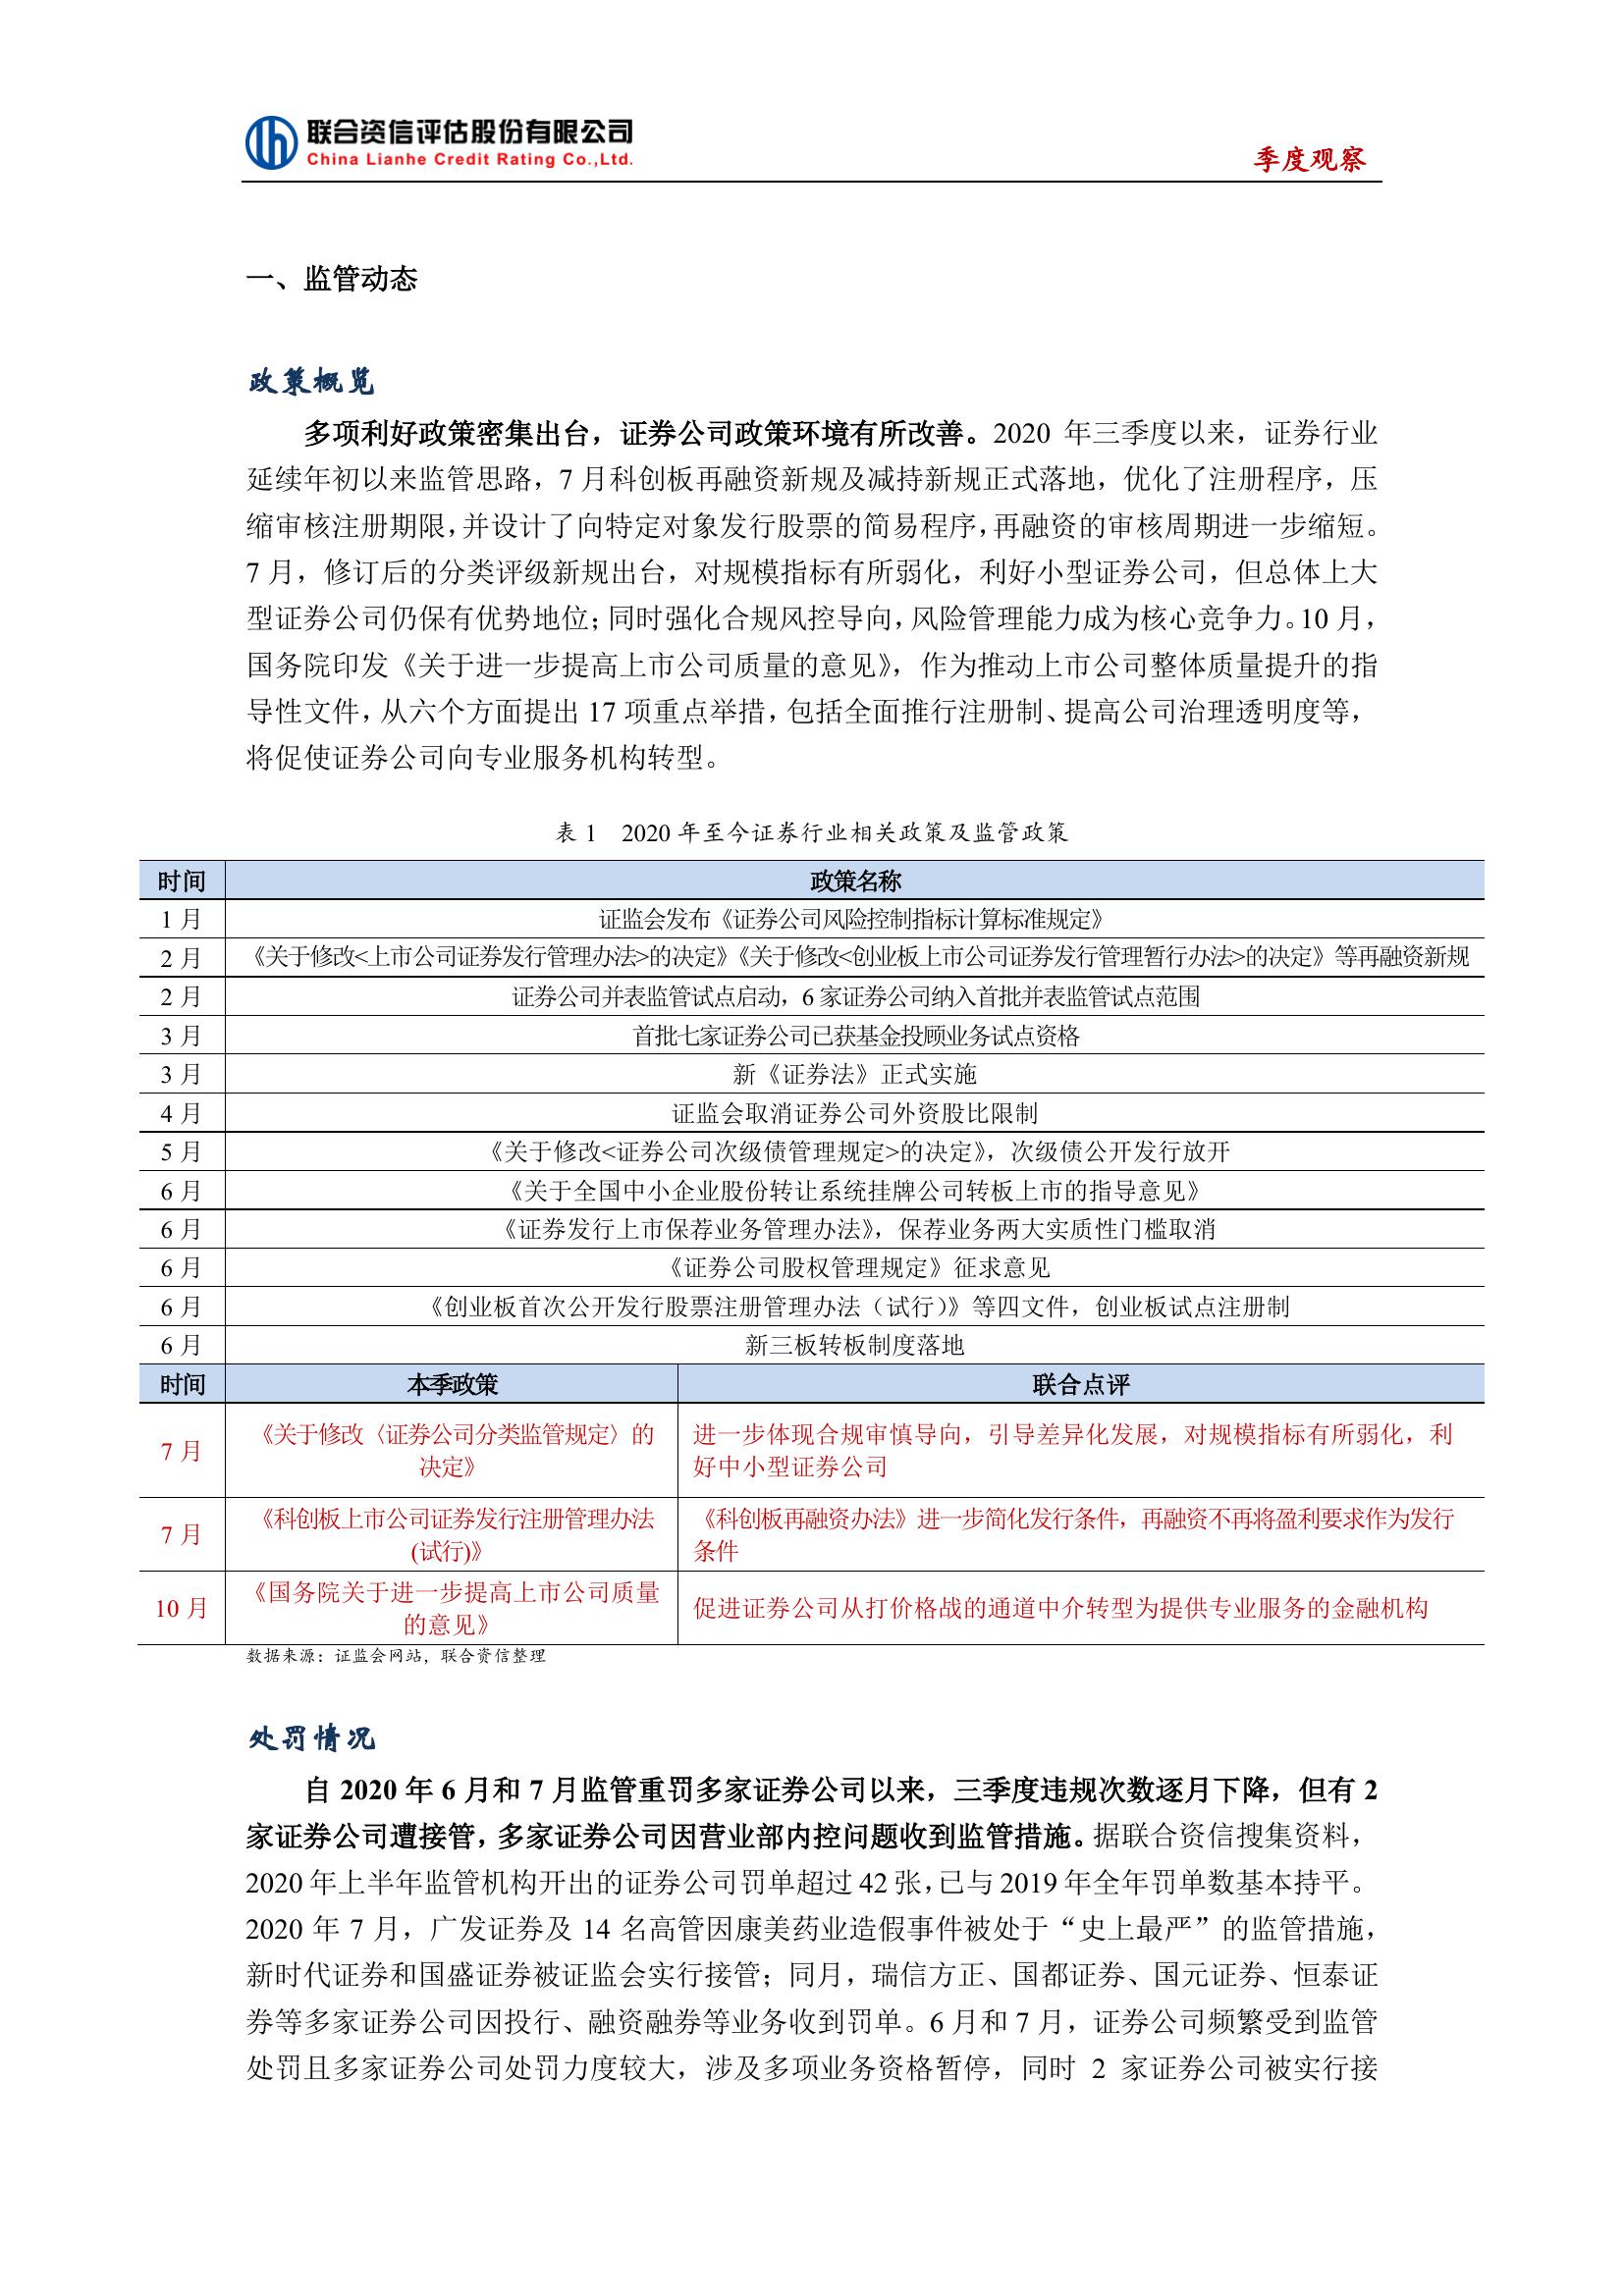 联合资信评估股份有限公司
China Lianhe Credit Rating Co.,Ltd.
季度观察
一、监管动态
政策概览
多项利好政策密集出台，证券公司政策环境有所改善。2020 年三季度以来，证券行业
延续年初以来监管思路，7 月科创板再融资新规及减持新规正式落地，优化了注册程序，压
缩审核注册期限，并设计了向特定对象发行股票的简易程序，再融资的审核周期进一步缩短。
7 月，修订后的分类评级新规出台，对规模指标有所弱化，利好小型证券公司，但总体上大
型证券公司仍保有优势地位；同时强化合规风控导向，风险管理能力成为核心竞争力。10 月，
国务院印发《关于进一步提高上市公司质量的意见》，作为推动上市公司整体质量提升的指
导性文件，从六个方面提出 17 项重点举措，包括全面推行注册制、提高公司治理透明度等，
将促使证券公司向专业服务机构转型。
表 1 2020 年至今证券行业相关政策及监管政策
时间 政策名称
1 月 证监会发布《证券公司风险控制指标计算标准规定》
2 月 《关于修改<上市公司证券发行管理办法>的决定》《关于修改<创业板上市公司证券发行管理暂行办法>的决定》等再融资新规
2 月 证券公司并表监管试点启动，6 家证券公司纳入首批并表监管试点范围
3 月 首批七家证券公司已获基金投顾业务试点资格
3 月 新《证券法》正式实施
4 月 证监会取消证券公司外资股比限制
5 月 《关于修改<证券公司次级债管理规定>的决定》，次级债公开发行放开
6 月 《关于全国中小企业股份转让系统挂牌公司转板上市的指导意见》
6 月 《证券发行上市保荐业务管理办法》，保荐业务两大实质性门槛取消
6 月 《证券公司股权管理规定》征求意见
6 月 《创业板首次公开发行股票注册管理办法（试行）》等四文件，创业板试点注册制
6 月 新三板转板制度落地
时间 本季政策 联合点评
7 月 《关于修改〈证券公司分类监管规定〉的
决定》
进一步体现合规审慎导向，引导差异化发展，对规模指标有所弱化，利
好中小型证券公司
7 月 《科创板上市公司证券发行注册管理办法
(试行)》
《科创板再融资办法》进一步简化发行条件，再融资不再将盈利要求作为发行
条件
10 月 《国务院关于进一步提高上市公司质量
的意见》
促进证券公司从打价格战的通道中介转型为提供专业服务的金融机构
数据来源：证监会网站，联合资信整理
处罚情况
自 2020 年 6 月和 7 月监管重罚多家证券公司以来，三季度违规次数逐月下降，但有 2
家证券公司遭接管，多家证券公司因营业部内控问题收到监管措施。据联合资信搜集资料，
2020 年上半年监管机构开出的证券公司罚单超过 42 张，已与 2019 年全年罚单数基本持平。
2020 年 7 月，广发证券及 14 名高管因康美药业造假事件被处于“史上最严”的监管措施，
新时代证券和国盛证券被证监会实行接管；同月，瑞信方正、国都证券、国元证券、恒泰证
券等多家证券公司因投行、融资融券等业务收到罚单。6 月和 7 月，证券公司频繁受到监管
处罚且多家证券公司处罚力度较大，涉及多项业务资格暂停，同时 2 家证券公司被实行接